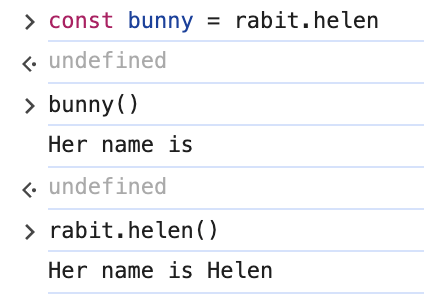 > const bunny = rabit.helen
<· undefined
> bunny()
Her name is
<· undefined
> rabit.helen()
Her name is Helen